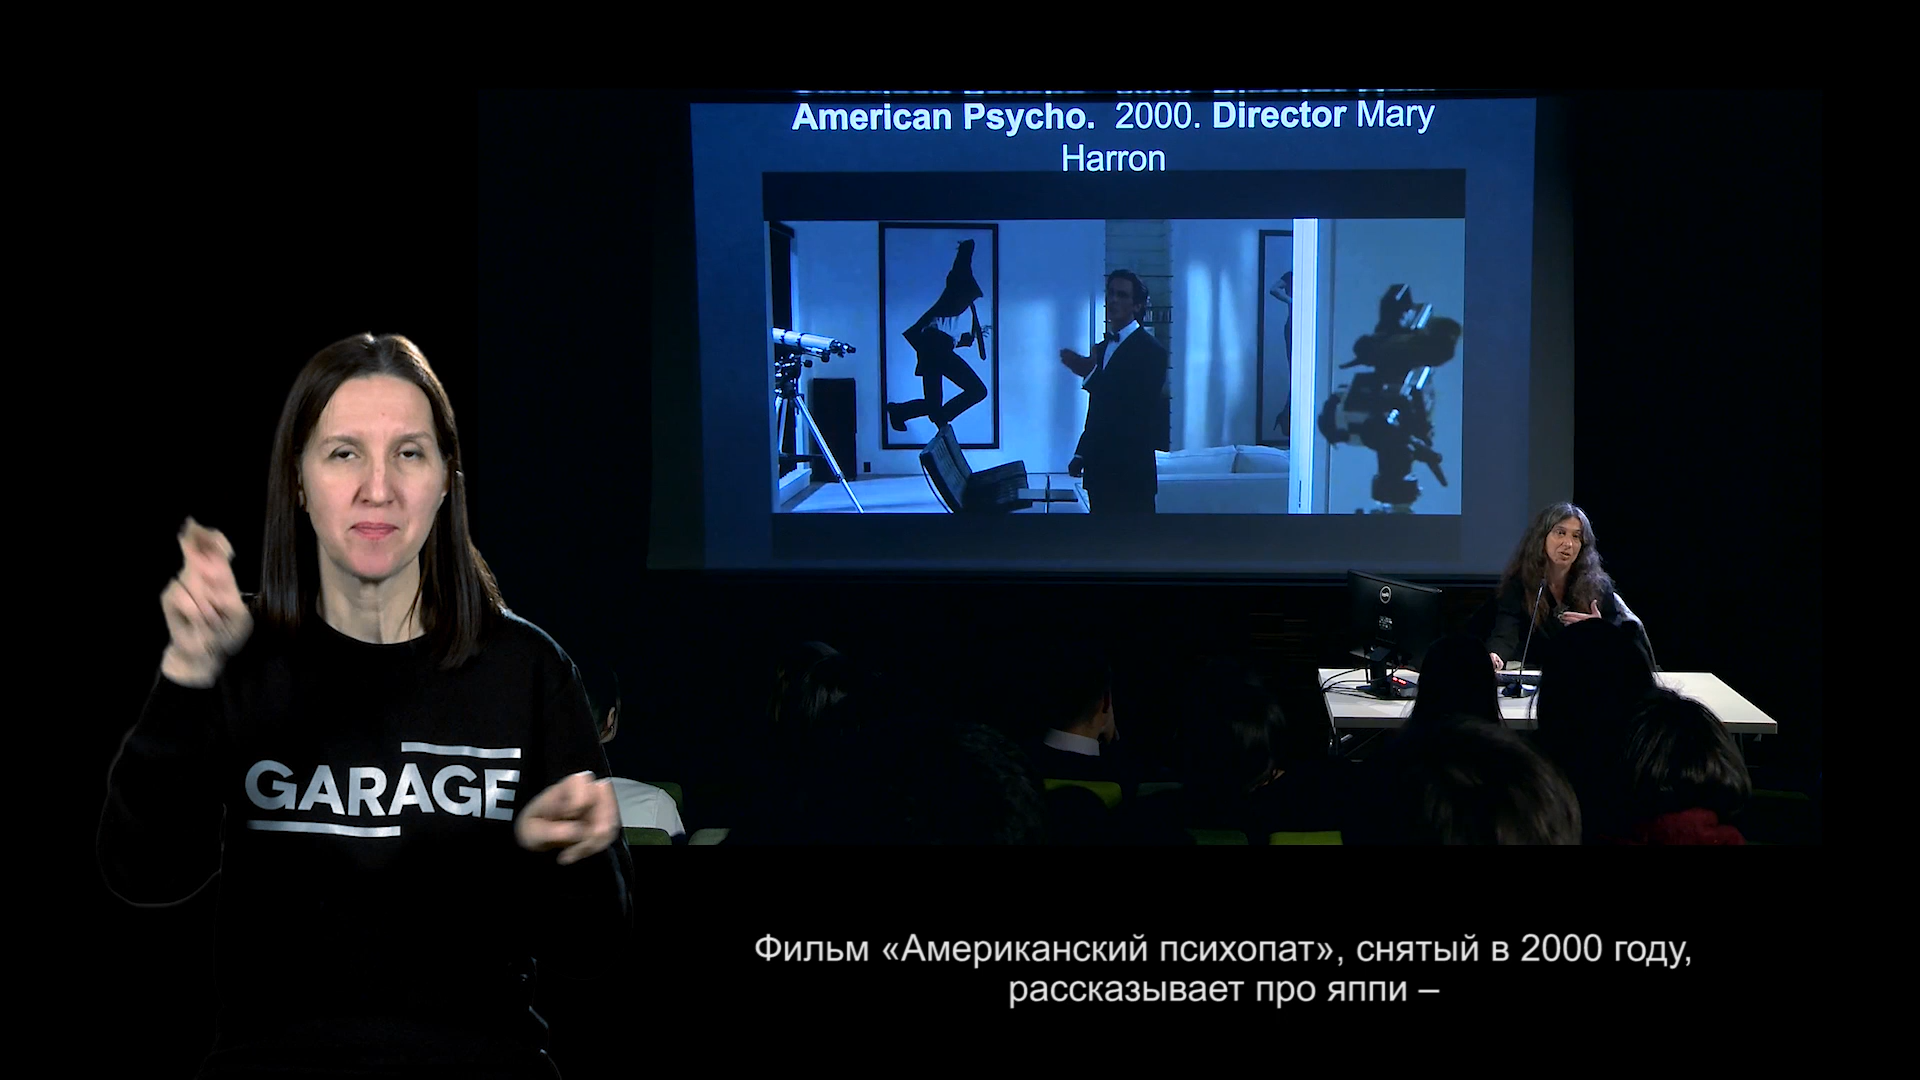 American Psycho. 2000. Director Mary
Harron
GARAGE
Фильм «Американский психопат», снятый в 2000 году,
рассказывает про яппи –